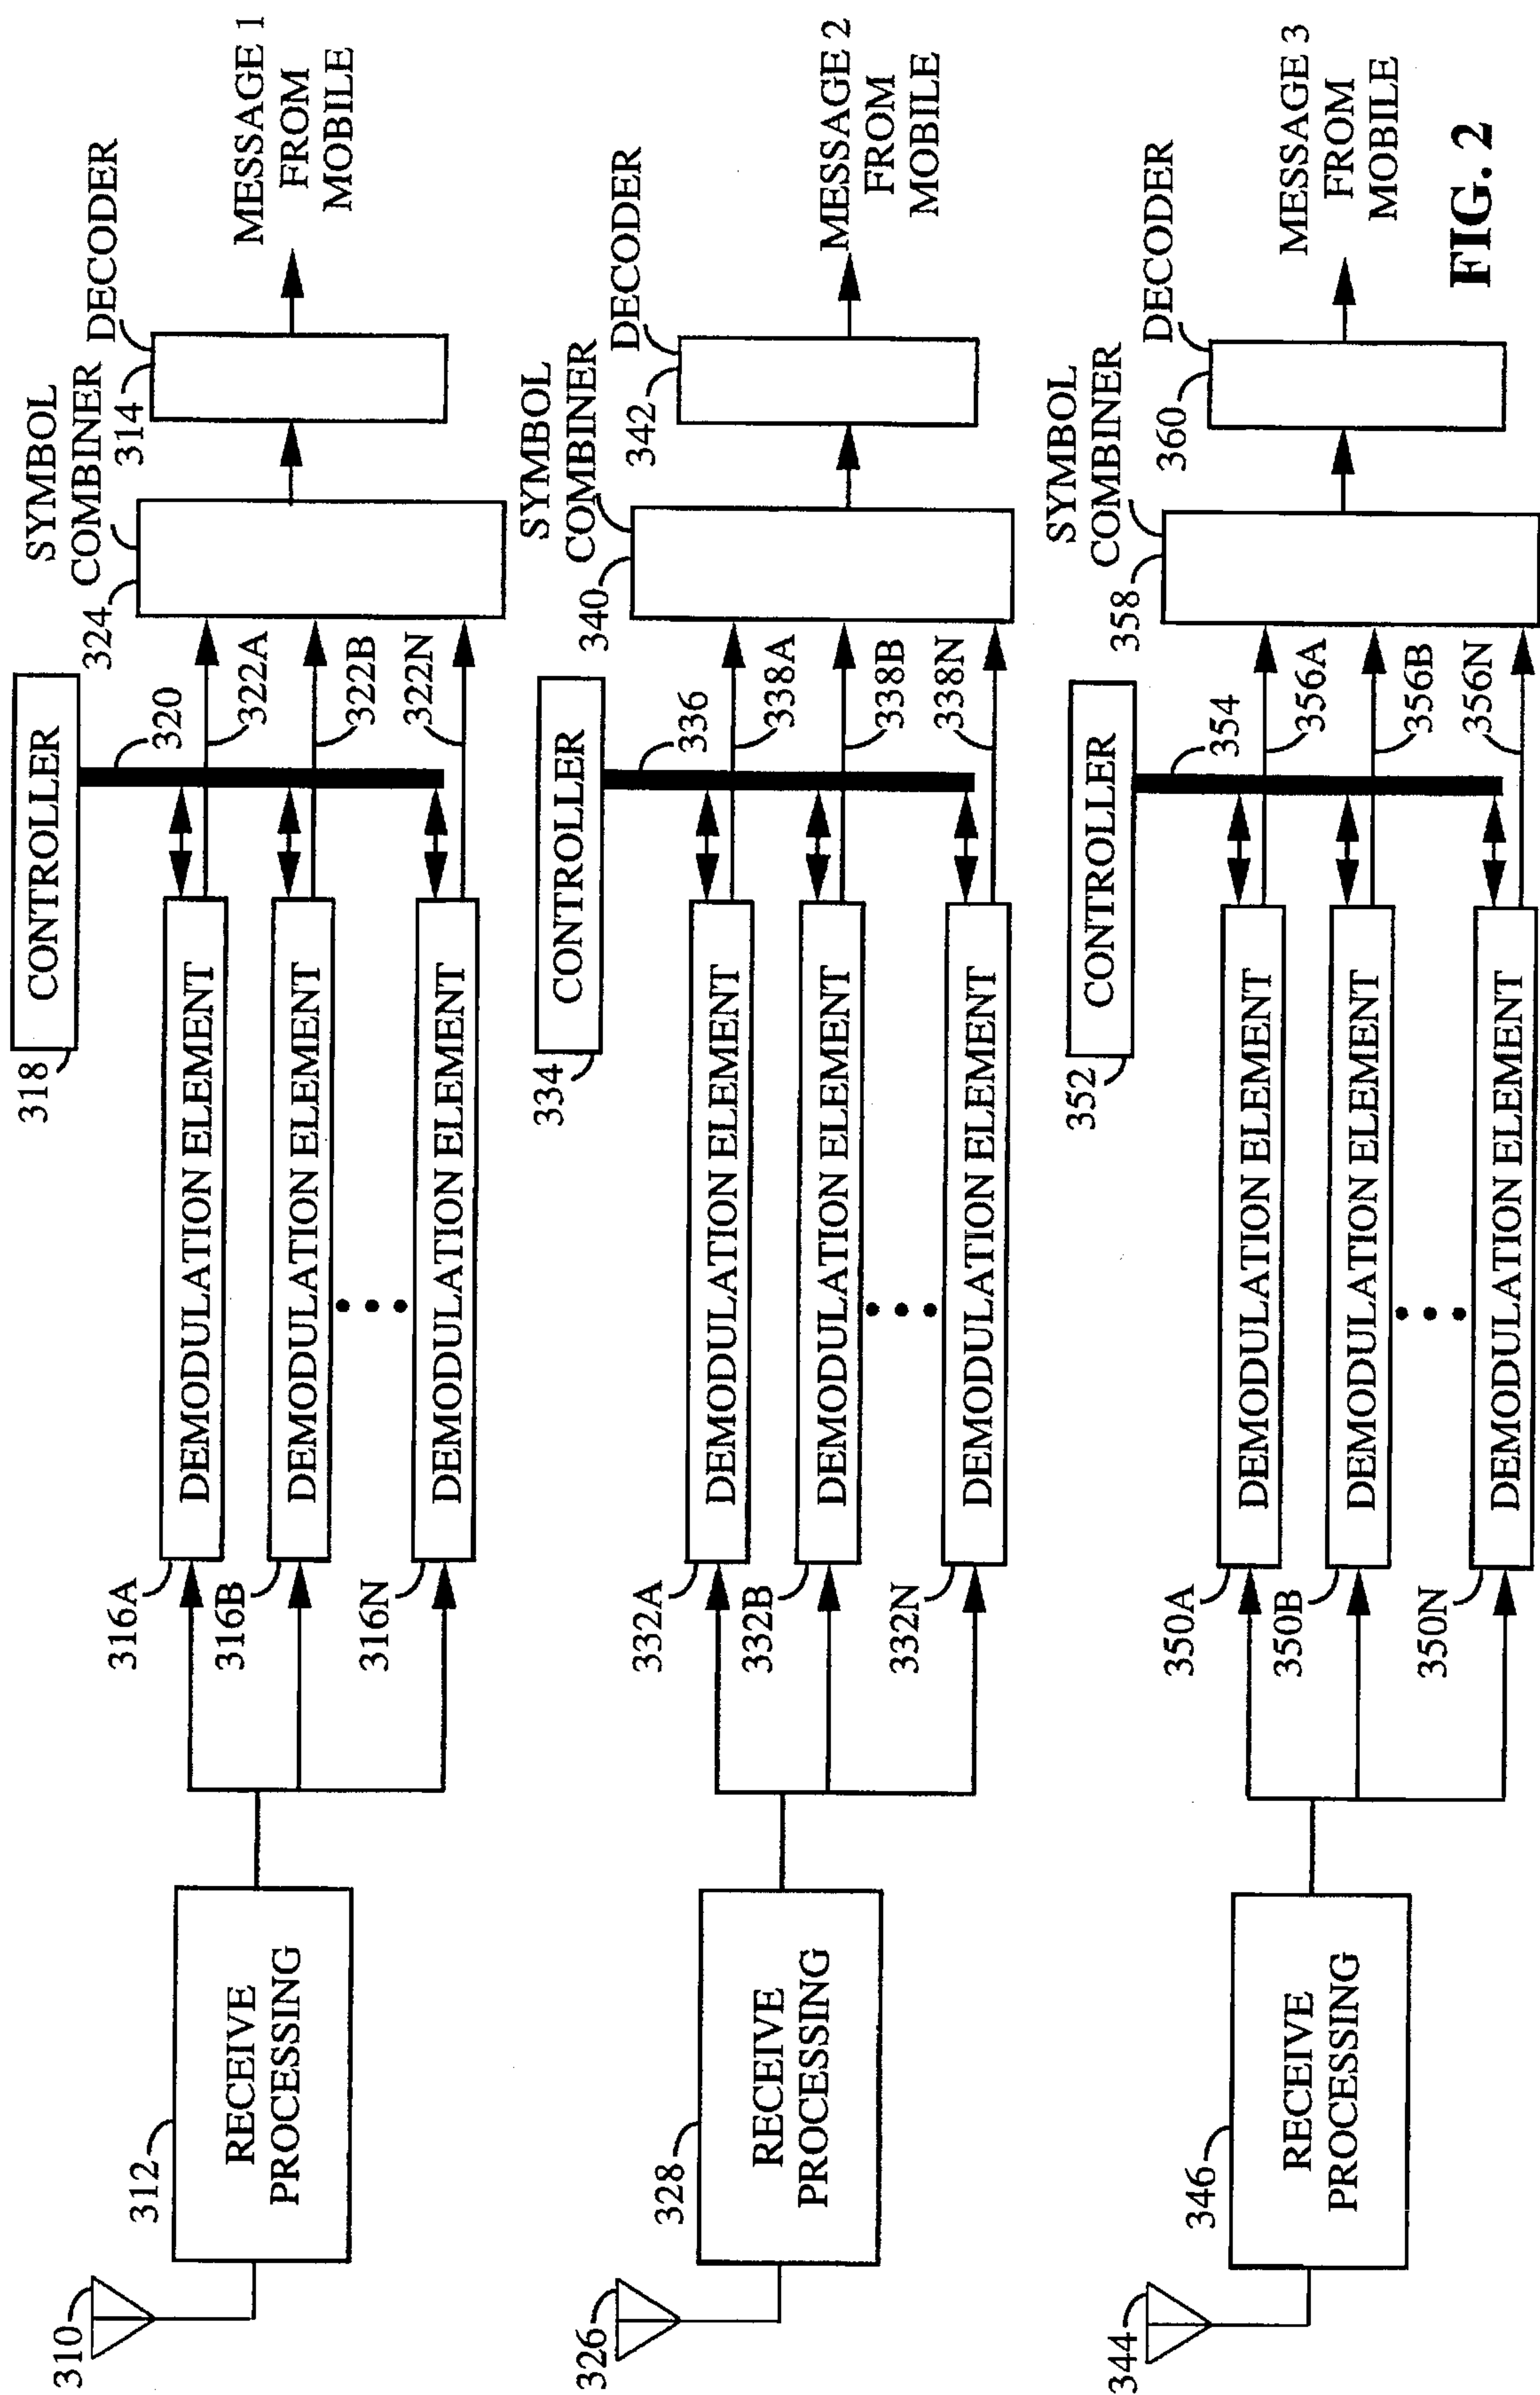 310
312
RECEIVE
PROCESSING
316A
316B
316N
DEMODULATION ELEMENT
DEMODULATION ELEMENT
DEMODULATION ELEMENT
318
CONTROLLER
320
322A
322B
322N
324
SYMBOL
COMBINER
314
DECODER
MESSAGE 1
FROM
MOBILE
326
328
RECEIVE
PROCESSING
332A
332B
332N
DEMODULATION ELEMENT
DEMODULATION ELEMENT
DEMODULATION ELEMENT
334
CONTROLLER
336
338A
338B
338N
340
SYMBOL
COMBINER
342
DECODER
MESSAGE 2
FROM
MOBILE
344
346
RECEIVE
PROCESSING
350A
350B
350N
DEMODULATION ELEMENT
DEMODULATION ELEMENT
DEMODULATION ELEMENT
352
CONTROLLER
354
356A
356B
356N
358
SYMBOL
COMBINER
360
DECODER
MESSAGE 3
FROM
MOBILE
FIG. 2